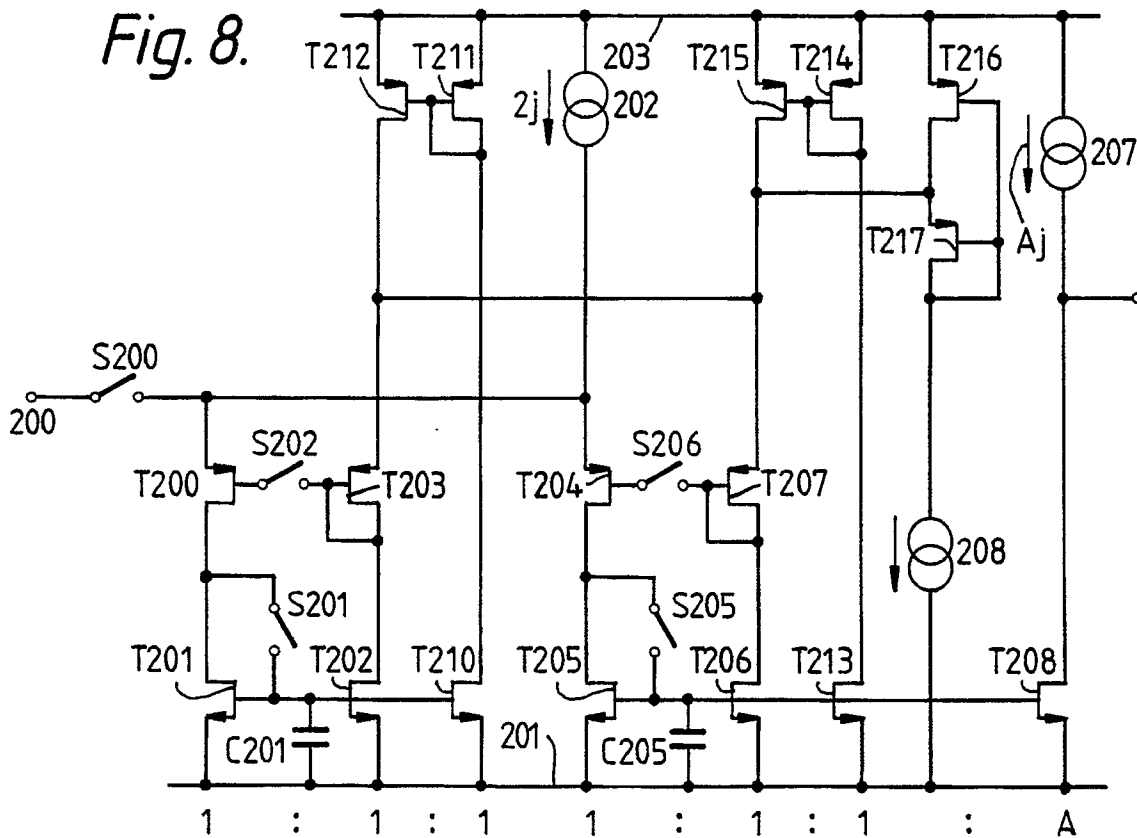 Fig. 8.
T212 T211 203 T215 T214 T216
2j 202 207
T217 Aj
S200
200
S202 S206
T200 T203 T204 T207
208
S201 S205
T201 T202 T210 T205 T206 T213 T208
C201 201 C205
1 : 1 : 1 : 1 : 1 : A